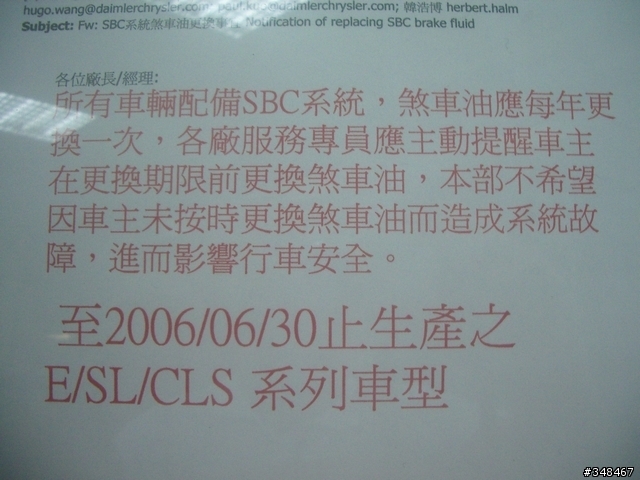 hugo.wang@daimlerchrysler.com; 韓浩博 herbert.halm
Subject: Fw: SBC系統煞車油更換事宜 Notification of replacing SBC brake fluid
各位廠長/經理:
所有車輛配備SBC系統，煞車油應每年更
換一次，各廠服務專員應主動提醒車主
在更換期限前更換煞車油，本部不希望
因車主未按時更換煞車油而造成系統故
障，進而影響行車安全。
至2006/06/30止生產之
E/SL/CLS 系列車型
#348467